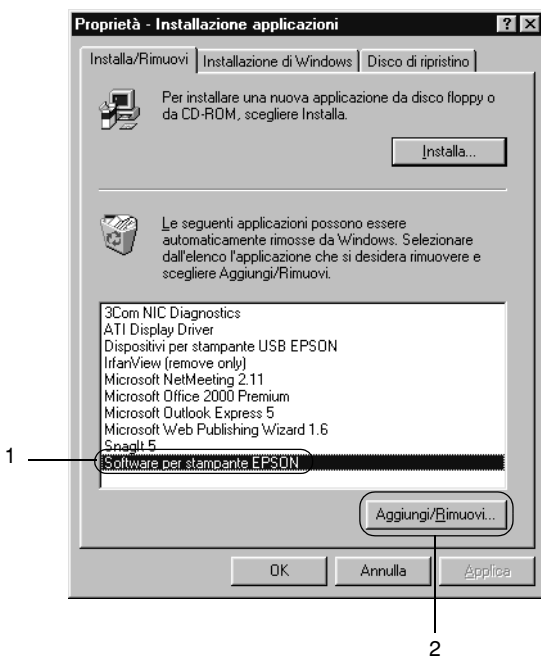 Proprietà - Installazione applicazioni
Installa/Rimuovi
Installazione di Windows
Disco di ripristino
Per installare una nuova applicazione da disco floppy o
da CD-ROM, scegliere Installa.
Installa...
Le seguenti applicazioni possono essere
automaticamente rimosse da Windows. Selezionare
dall'elenco l'applicazione che si desidera rimuovere e
scegliere Aggiungi/Rimuovi.
3Com NIC Diagnostics
ATI Display Driver
Dispositivi per stampante USB EPSON
IrfanView (remove only)
Microsoft NetMeeting 2.11
Microsoft Office 2000 Premium
Microsoft Outlook Express 5
Microsoft Web Publishing Wizard 1.6
SnagIt 5
1
Software per stampante EPSON
Aggiungi/Rimuovi...
OK
Annulla
Applica
2